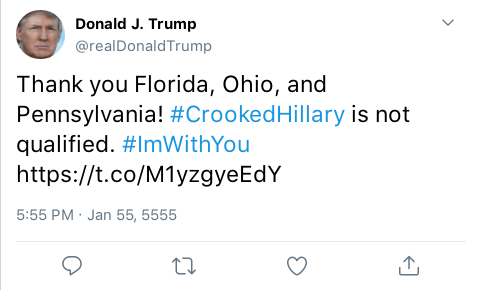 Donald J. Trump
@realDonaldTrump
Thank you Florida, Ohio, and
Pennsylvania! #CrookedHillary is not
qualified. #ImWithYou
https://t.co/M1yzgyeEdY
5:55 PM · Jan 55, 5555